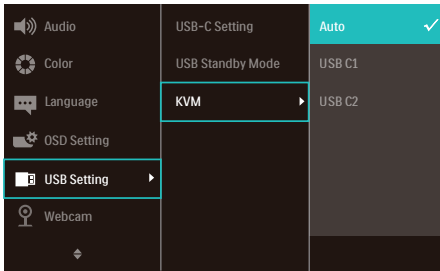 Audio
Color
Language
OSD Setting
USB Setting
Webcam
USB-C Setting
USB Standby Mode
KVM
Auto
USB C1
USB C2